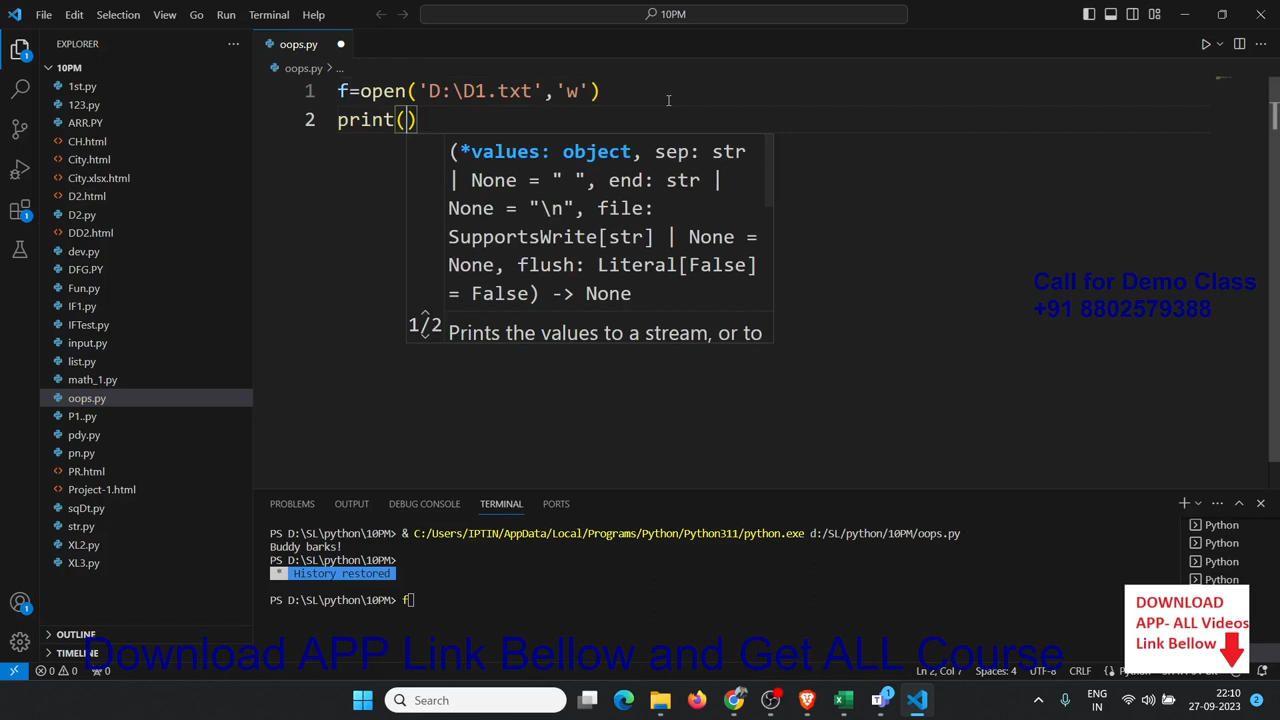 File Edit Selection View Go Run Terminal Help
10PM
EXPLORER
oops.py
10PM
oops.py > ...
1st.py
123.py
ARR.PY
CH.html
City.html
City.xlsx.html
D2.html
D2.py
DD2.html
dev.py
DFG.PY
Fun.py
IF1.py
IFTest.py
input.py
list.py
math_1.py
oops.py
P1..py
pdy.py
pn.py
PR.html
Project-1.html
sqDt.py
str.py
XL2.py
XL3.py
OUTLINE
TIMELINE
1 f=open('D:\D1.txt','w')
2 print()
(*values: object, sep: str
| None = " ", end: str |
None = "\n", file:
SupportsWrite[str] | None =
None, flush: Literal[False]
= False) -> None
1/2
Prints the values to a stream, or to
Call for Demo Class
+91 8802579388
PROBLEMS OUTPUT DEBUG CONSOLE TERMINAL PORTS
PS D:\SL\python\10PM> & C:/Users/IPTIN/AppData/Local/Programs/Python/Python311/python.exe d:/SL/python/10PM/oops.py
Buddy barks!
PS D:\SL\python\10PM>
* History restored
PS D:\SL\python\10PM> f
Python
Python
Python
Python
DOWNLOAD
APP- ALL Videos
Link Bellow
Download APP Link Bellow and Get ALL Course
0 0 0 Ln 2, Col 7 Spaces: 4 CRLF
Search
ENG
IN
22:10
27-09-2023